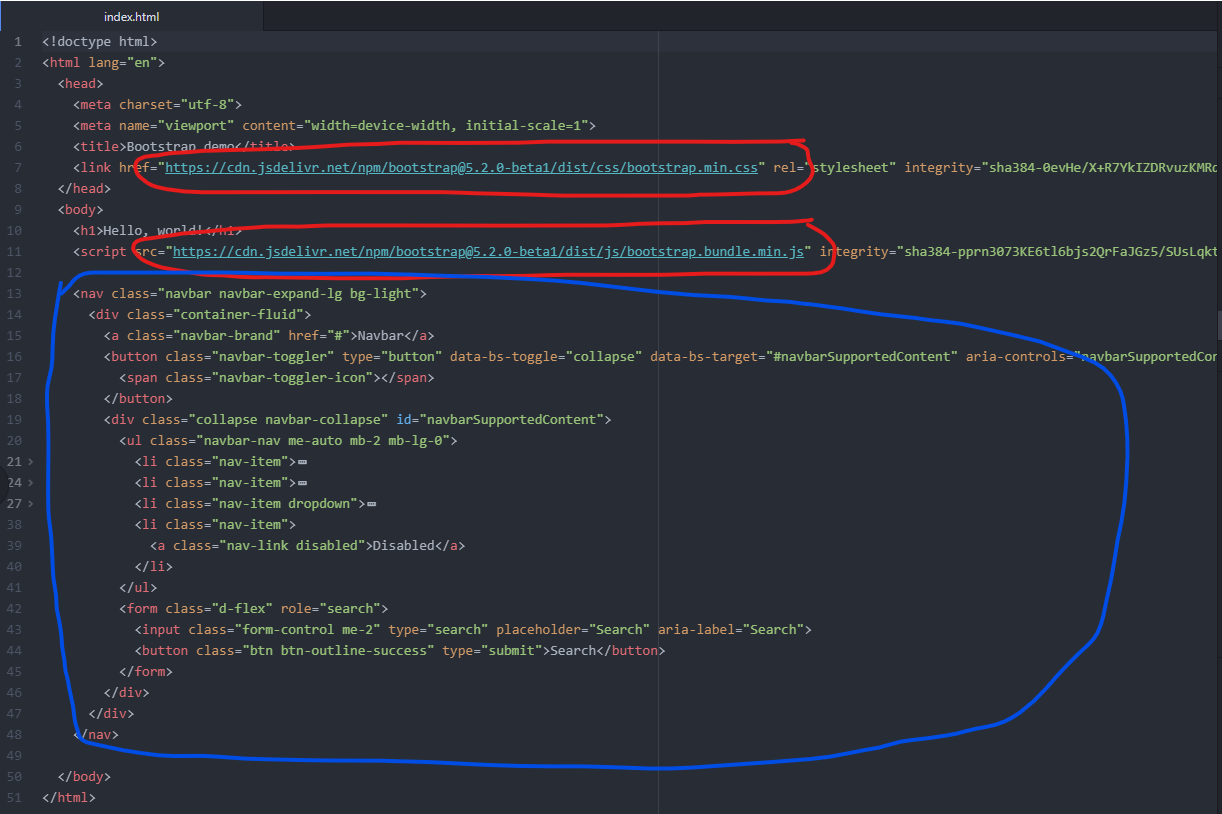 index.html
1 <!doctype html>
2 <html lang="en">
3 <head>
4 <meta charset="utf-8">
5 <meta name="viewport" content="width=device-width, initial-scale=1">
6 <title>Bootstrap demo</title>
7 <link href="https://cdn.jsdelivr.net/npm/bootstrap@5.2.0-beta1/dist/css/bootstrap.min.css" rel="stylesheet" integrity="sha384-0evHe/X+R7YkIZDRvuzKMRc
8 </head>
9 <body>
10 <h1>Hello, world!</h1>
11 <script src="https://cdn.jsdelivr.net/npm/bootstrap@5.2.0-beta1/dist/js/bootstrap.bundle.min.js" integrity="sha384-pprn3073KE6tl6bjs2QrFaJGz5/SUsLqkt
12
13 <nav class="navbar navbar-expand-lg bg-light">
14 <div class="container-fluid">
15 <a class="navbar-brand" href="#">Navbar</a>
16 <button class="navbar-toggler" type="button" data-bs-toggle="collapse" data-bs-target="#navbarSupportedContent" aria-controls="navbarSupportedCon
17 <span class="navbar-toggler-icon"></span>
18 </button>
19 <div class="collapse navbar-collapse" id="navbarSupportedContent">
20 <ul class="navbar-nav me-auto mb-2 mb-lg-0">
21 <li class="nav-item">
24 <li class="nav-item">
27 <li class="nav-item dropdown">
38 <li class="nav-item">
39 <a class="nav-link disabled">Disabled</a>
40 </li>
41 </ul>
42 <form class="d-flex" role="search">
43 <input class="form-control me-2" type="search" placeholder="Search" aria-label="Search">
44 <button class="btn btn-outline-success" type="submit">Search</button>
45 </form>
46 </div>
47 </div>
48 </nav>
49
50 </body>
51 </html>